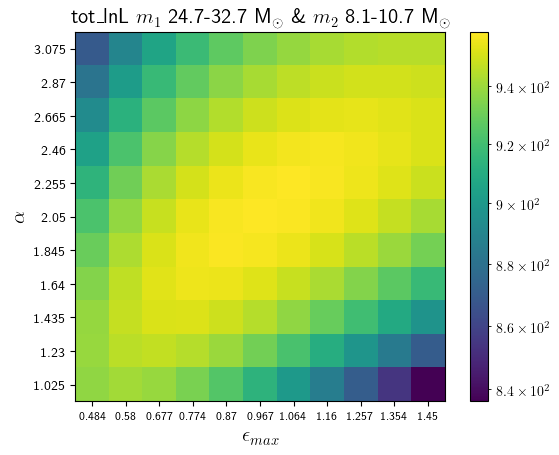 tot_lnL m₁ 24.7-32.7 M⊙ & m₂ 8.1-10.7 M⊙
3.075
2.87
2.665
2.46
2.255
2.05
1.845
1.64
1.435
1.23
1.025
α
0.484 0.58 0.677 0.774 0.87 0.967 1.064 1.16 1.257 1.354 1.45
ϵmax
9.4 × 10²
9.2 × 10²
9 × 10²
8.8 × 10²
8.6 × 10²
8.4 × 10²